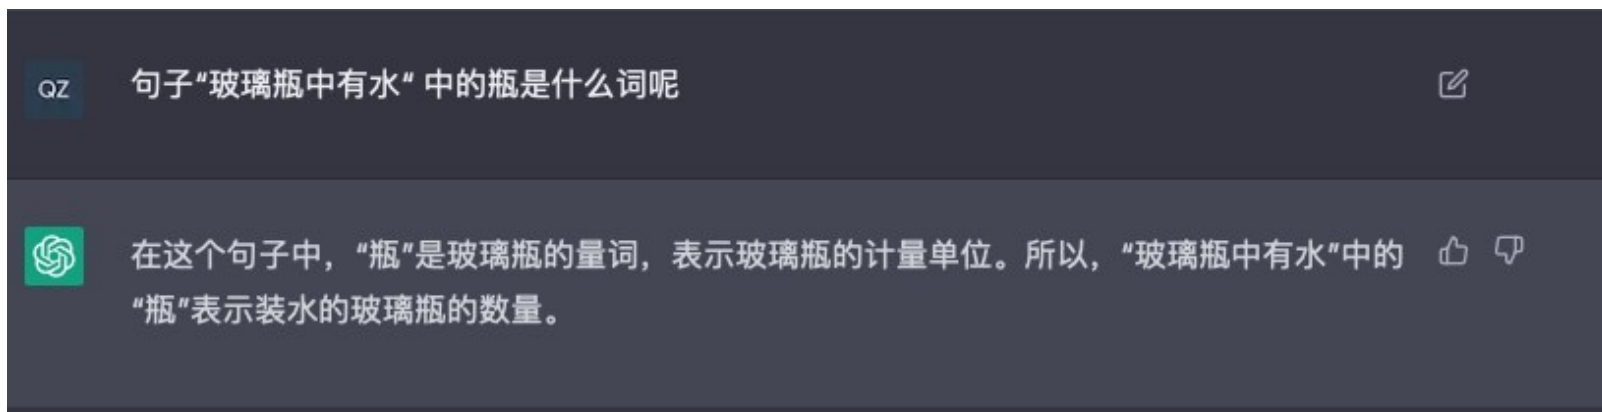 QZ
句子“玻璃瓶中有水“ 中的瓶是什么词呢
在这个句子中，“瓶”是玻璃瓶的量词，表示玻璃瓶的计量单位。所以，“玻璃瓶中有水”中的
“瓶”表示装水的玻璃瓶的数量。